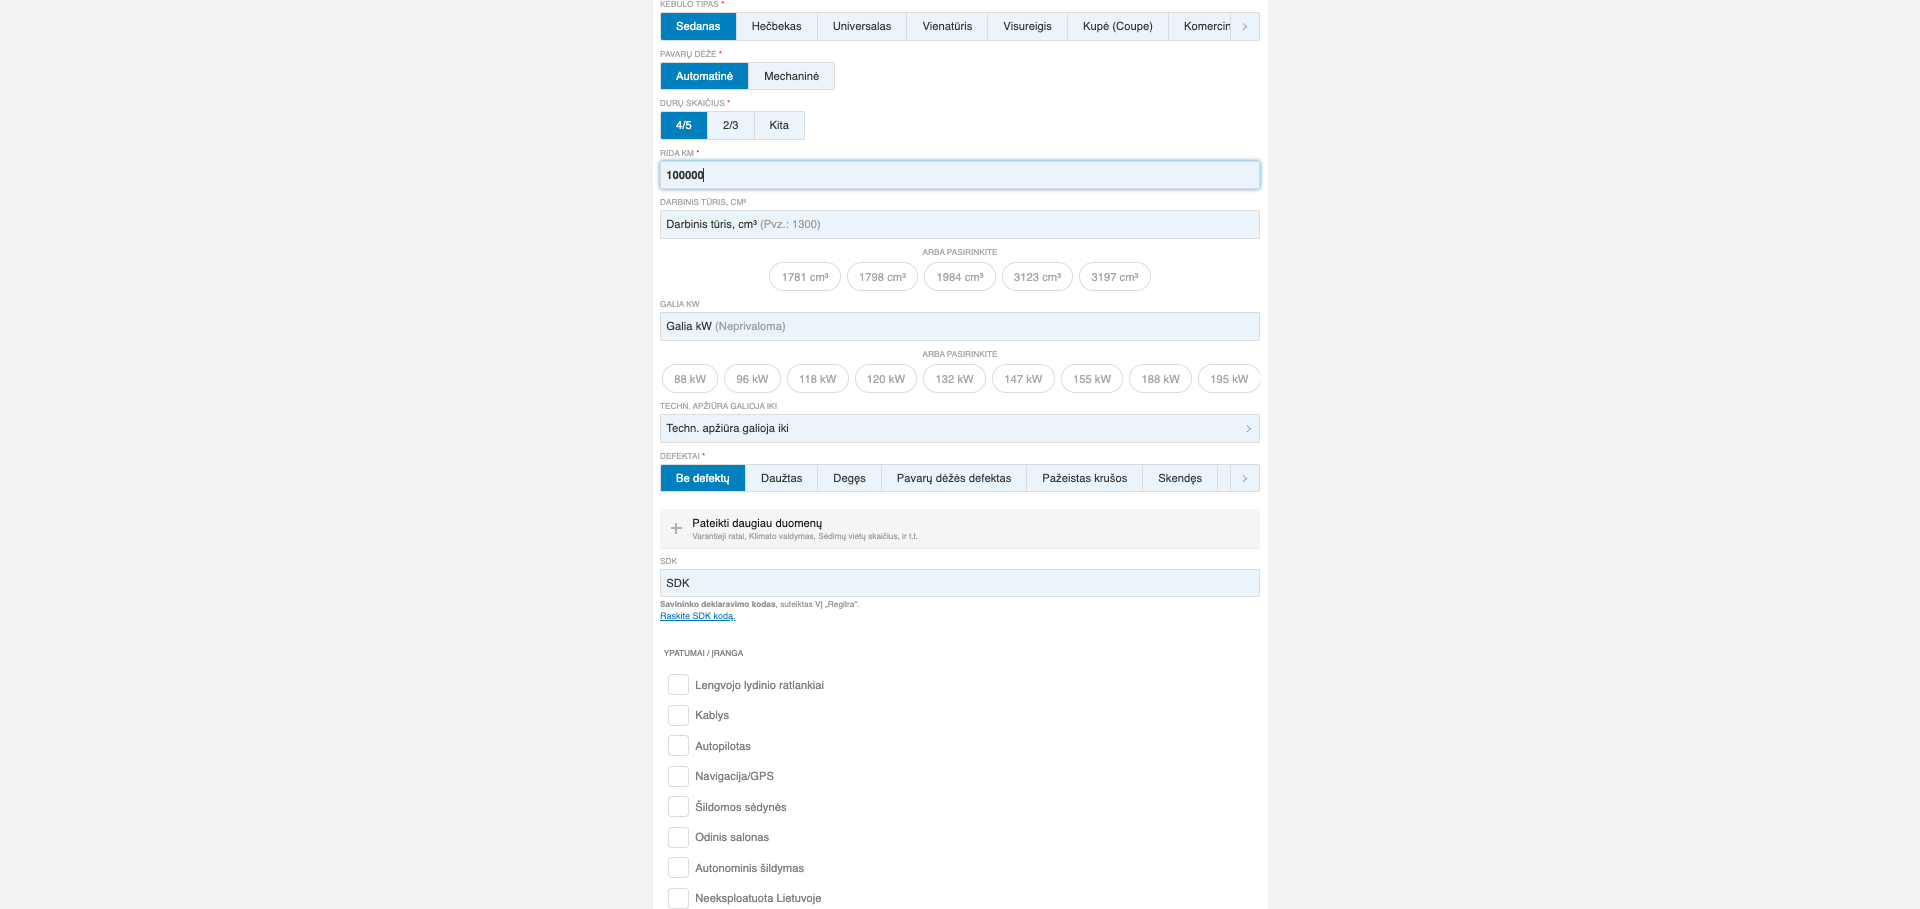 KĖBULO TIPAS *
Sedanas Hečbekas Universalas Vienatūris Visureigis Kupė (Coupe) Komercin
PAVARŲ DĖŽĖ *
Automatinė Mechaninė
DURŲ SKAIČIUS *
4/5 2/3 Kita
RIDA KM *
100000
DARBINIS TŪRIS, CM³
Darbinis tūris, cm³ (Pvz.: 1300)
ARBA PASIRINKITE
1781 cm³ 1798 cm³ 1984 cm³ 3123 cm³ 3197 cm³
GALIA KW
Galia kW (Neprivaloma)
ARBA PASIRINKITE
88 kW 96 kW 118 kW 120 kW 132 kW 147 kW 155 kW 188 kW 195 kW
TECHN. APŽIŪRA GALIOJA IKI
Techn. apžiūra galioja iki
DEFEKTAI *
Be defektų Daužtas Degęs Pavarų dėžės defektas Pažeistas krušos Skendęs
Pateikti daugiau duomenų
Varantieji ratai, Klimato valdymas, Sėdimų vietų skaičius, ir t.t.
SDK
SDK
Savininko deklaravimo kodas, suteiktas VĮ „Regitra“.
Raskite SDK kodą.
YPATUMAI / ĮRANGA
Lengvojo lydinio ratlankiai
Kablys
Autopilotas
Navigacija/GPS
Šildomos sėdynės
Odinis salonas
Autonominis šildymas
Neeksploatuota Lietuvoje